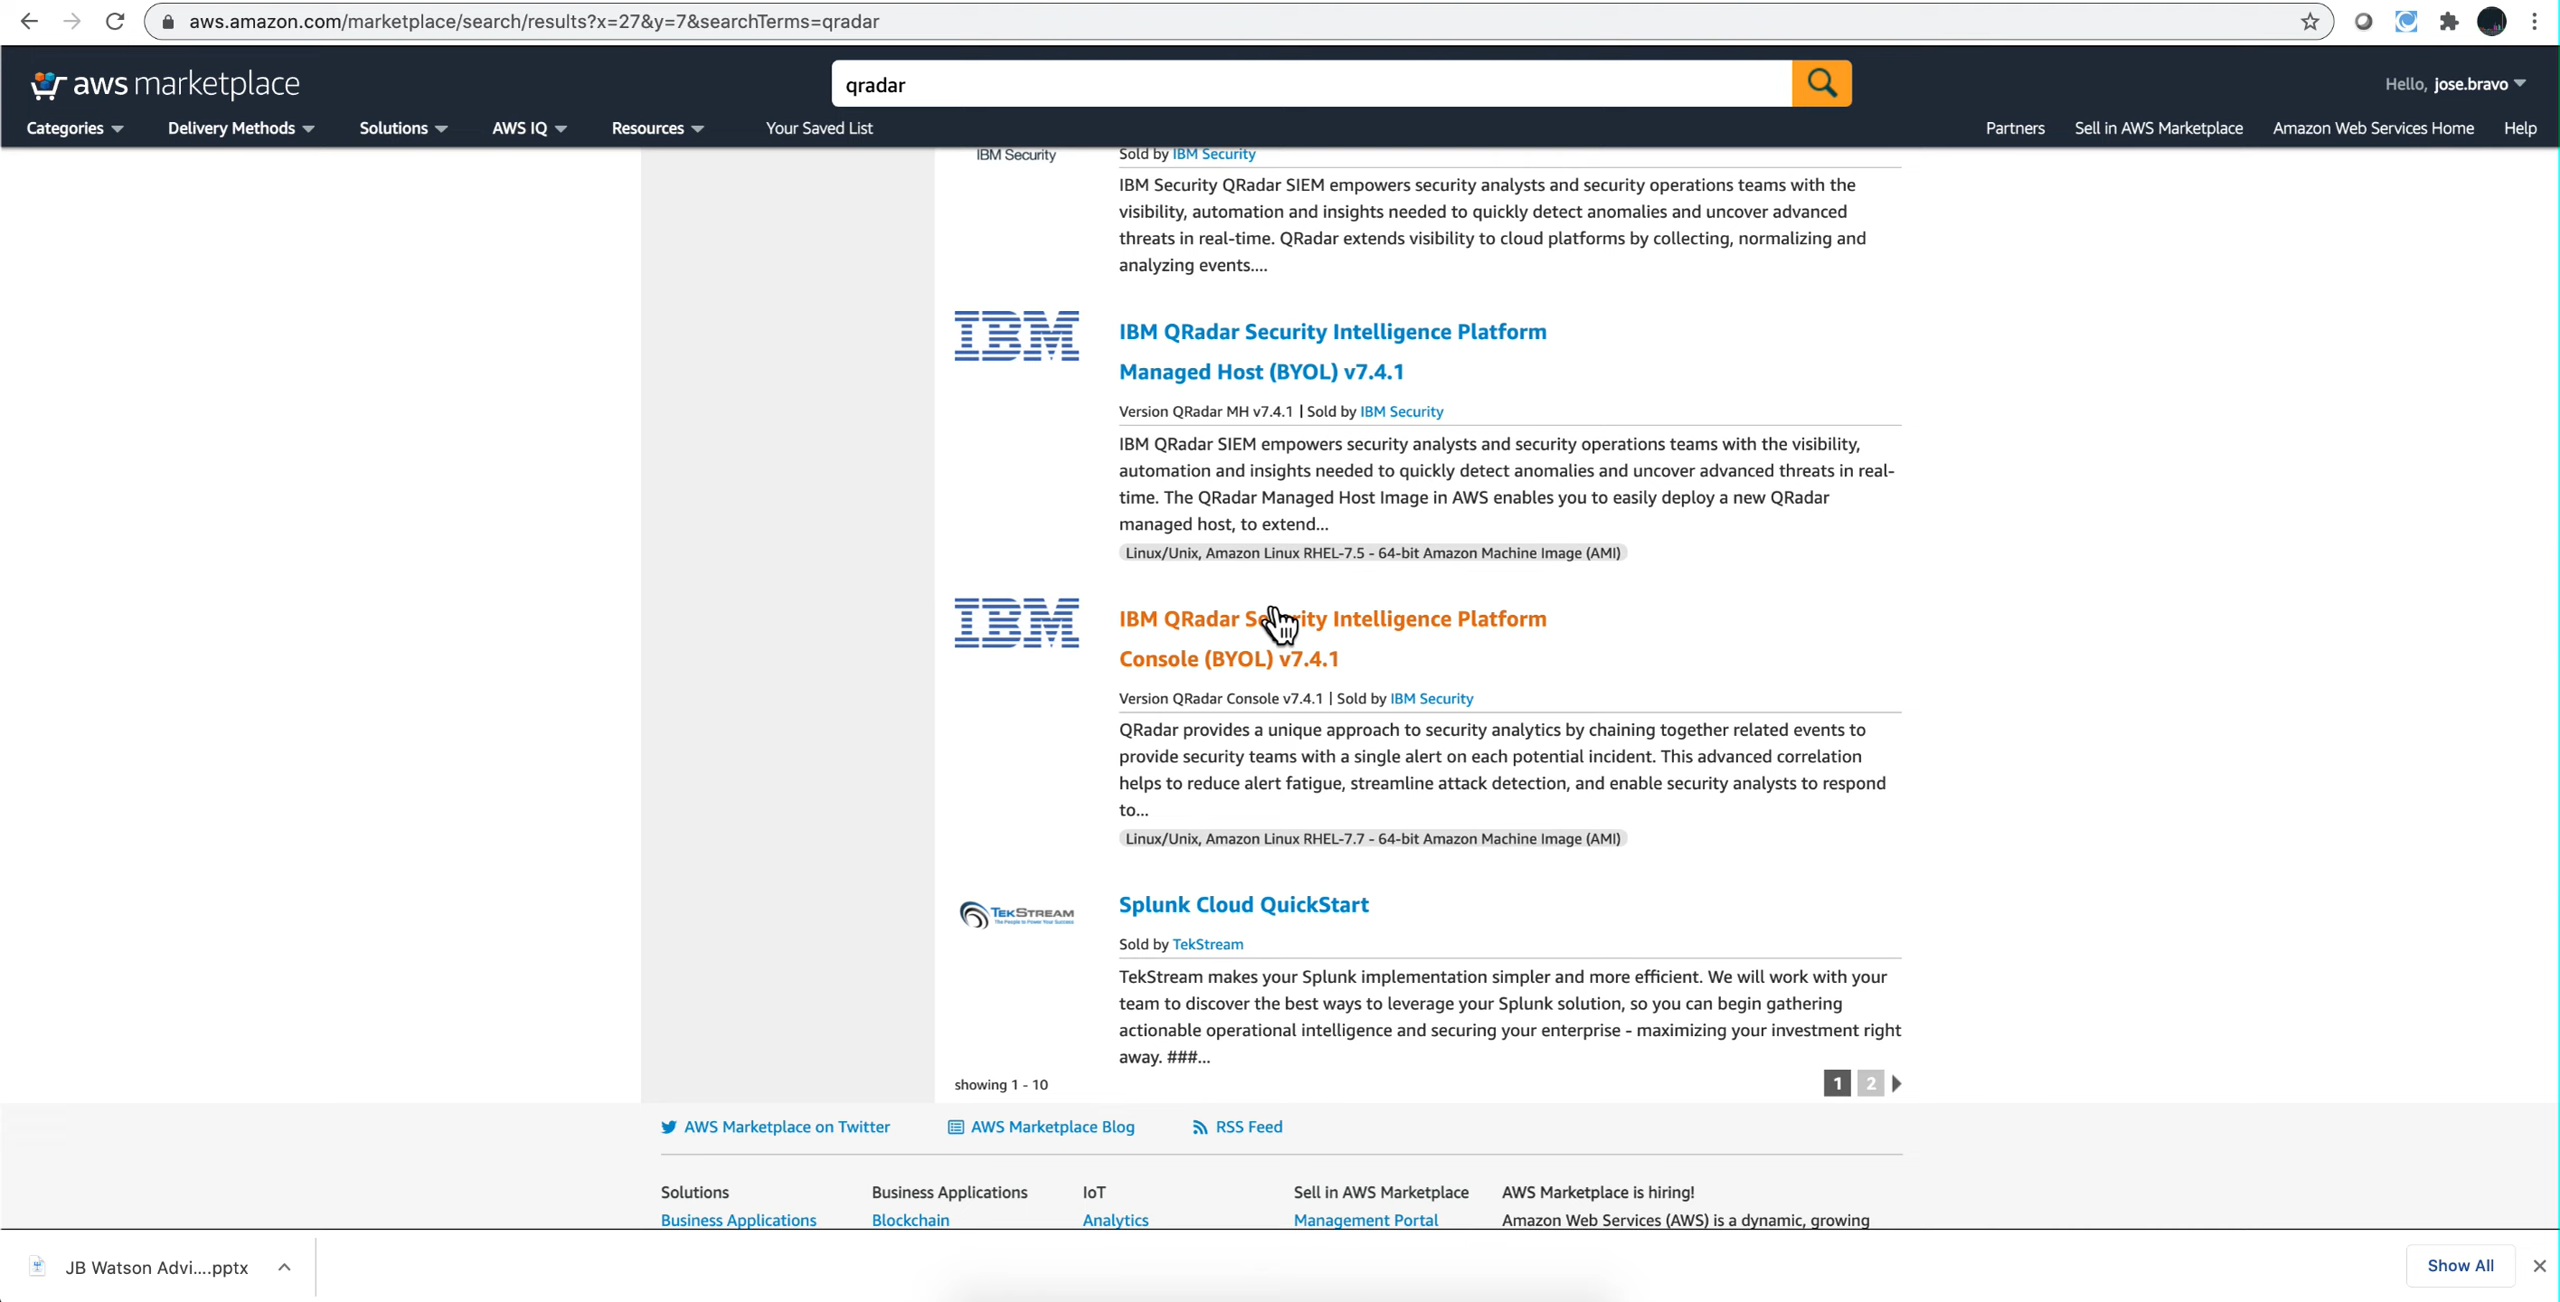 aws.amazon.com/marketplace/search/results?x=27&y=7&searchTerms=qradar
aws marketplace
qradar
Hello, jose.bravo
Categories Delivery Methods Solutions AWS IQ Resources Your Saved List
Partners Sell in AWS Marketplace Amazon Web Services Home Help
IBM Security
Sold by IBM Security
IBM Security QRadar SIEM empowers security analysts and security operations teams with the
visibility, automation and insights needed to quickly detect anomalies and uncover advanced
threats in real-time. QRadar extends visibility to cloud platforms by collecting, normalizing and
analyzing events....
IBM
IBM QRadar Security Intelligence Platform
Managed Host (BYOL) v7.4.1
Version QRadar MH v7.4.1 | Sold by IBM Security
IBM QRadar SIEM empowers security analysts and security operations teams with the visibility,
automation and insights needed to quickly detect anomalies and uncover advanced threats in real-
time. The QRadar Managed Host Image in AWS enables you to easily deploy a new QRadar
managed host, to extend...
Linux/Unix, Amazon Linux RHEL-7.5 - 64-bit Amazon Machine Image (AMI)
IBM
IBM QRadar Security Intelligence Platform
Console (BYOL) v7.4.1
Version QRadar Console v7.4.1 | Sold by IBM Security
QRadar provides a unique approach to security analytics by chaining together related events to
provide security teams with a single alert on each potential incident. This advanced correlation
helps to reduce alert fatigue, streamline attack detection, and enable security analysts to respond
to...
Linux/Unix, Amazon Linux RHEL-7.7 - 64-bit Amazon Machine Image (AMI)
TEKSTREAM
The People to Power Your Success
Splunk Cloud QuickStart
Sold by TekStream
TekStream makes your Splunk implementation simpler and more efficient. We will work with your
team to discover the best ways to leverage your Splunk solution, so you can begin gathering
actionable operational intelligence and securing your enterprise - maximizing your investment right
away. ###...
showing 1 - 10
1 2
AWS Marketplace on Twitter AWS Marketplace Blog RSS Feed
Solutions Business Applications IoT Sell in AWS Marketplace AWS Marketplace is hiring!
Business Applications Blockchain Analytics Management Portal Amazon Web Services (AWS) is a dynamic, growing
JB Watson Advi....pptx
Show All